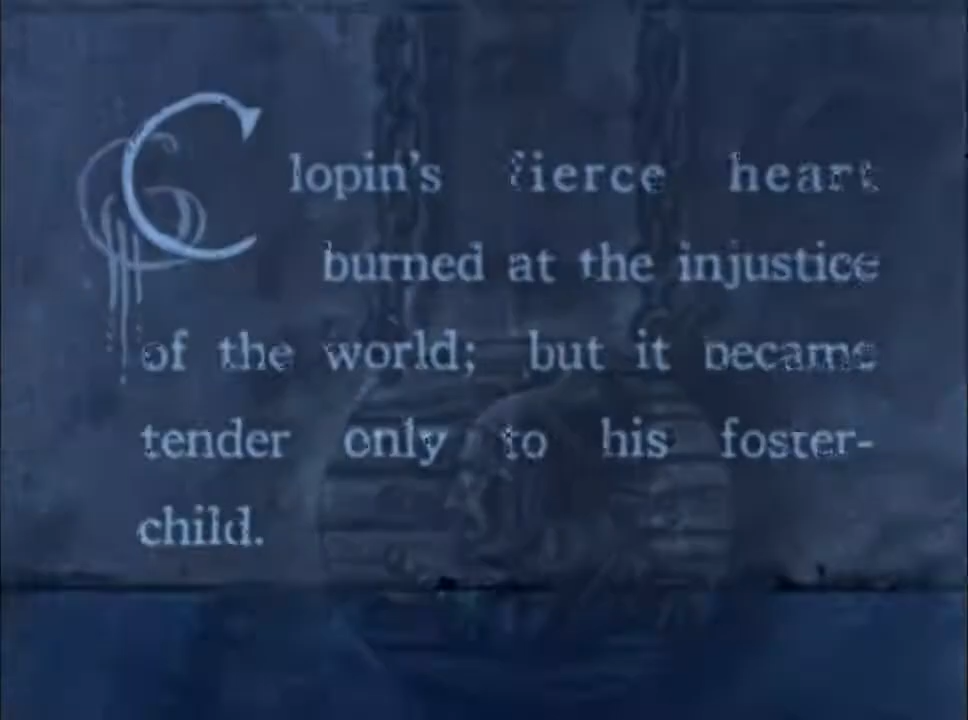 Clopin's fierce heart
burned at the injustice
of the world; but it became
tender only to his foster-
child.